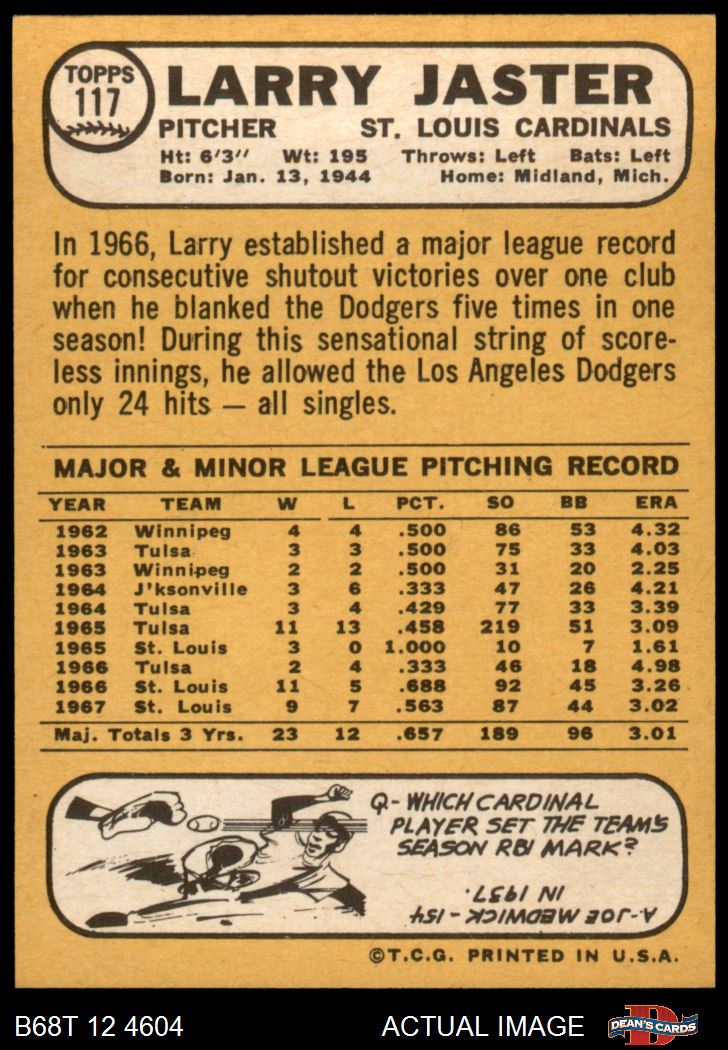 TOPPS
117
LARRY JASTER
PITCHER ST. LOUIS CARDINALS
Ht: 6'3" Wt: 195 Throws: Left Bats: Left
Born: Jan. 13, 1944 Home: Midland, Mich.
In 1966, Larry established a major league record
for consecutive shutout victories over one club
when he blanked the Dodgers five times in one
season! During this sensational string of score-
less innings, he allowed the Los Angeles Dodgers
only 24 hits — all singles.
MAJOR & MINOR LEAGUE PITCHING RECORD
YEAR TEAM W L PCT. SO BB ERA
1962 Winnipeg 4 4 .500 86 53 4.32
1963 Tulsa 3 3 .500 75 33 4.03
1963 Winnipeg 2 2 .500 31 20 2.25
1964 J'ksonville 3 6 .333 47 26 4.21
1964 Tulsa 3 4 .429 77 33 3.39
1965 Tulsa 11 13 .458 219 51 3.09
1965 St. Louis 3 0 1.000 10 7 1.61
1966 Tulsa 2 4 .333 46 18 4.98
1966 St. Louis 11 5 .688 92 45 3.26
1967 St. Louis 9 7 .563 87 44 3.02
Maj. Totals 3 Yrs. 23 12 .657 189 96 3.01
Q- WHICH CARDINAL
PLAYER SET THE TEAM'S
SEASON RBI MARK?
A-JOE MEDWICK - 154
IN 1937.
©T.C.G. PRINTED IN U.S.A.
B68T 12 4604 ACTUAL IMAGE
D
DEAN'S CARDS